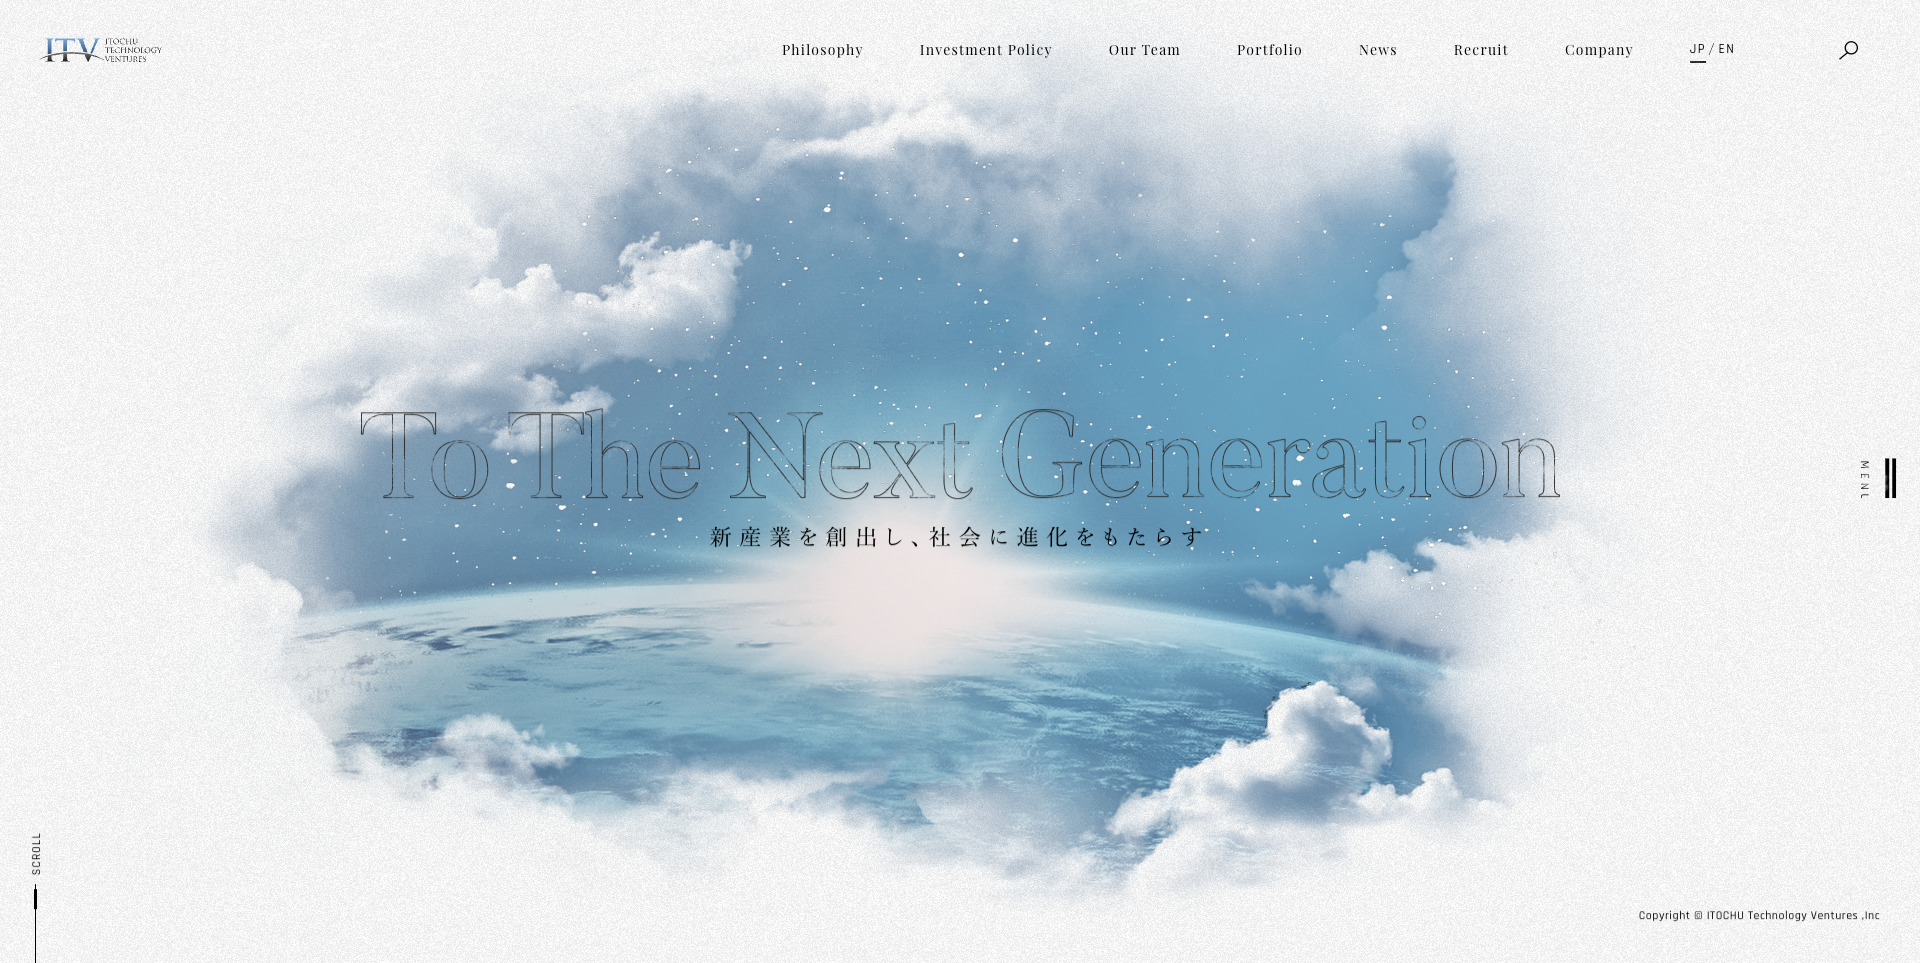 ITV ITOCHU
TECHNOLOGY
VENTURES
Philosophy
Investment Policy
Our Team
Portfolio
News
Recruit
Company
JP / EN
To The Next Generation
新産業を創出し、社会に進化をもたらす
MENU
SCROLL
Copyright © ITOCHU Technology Ventures ,Inc